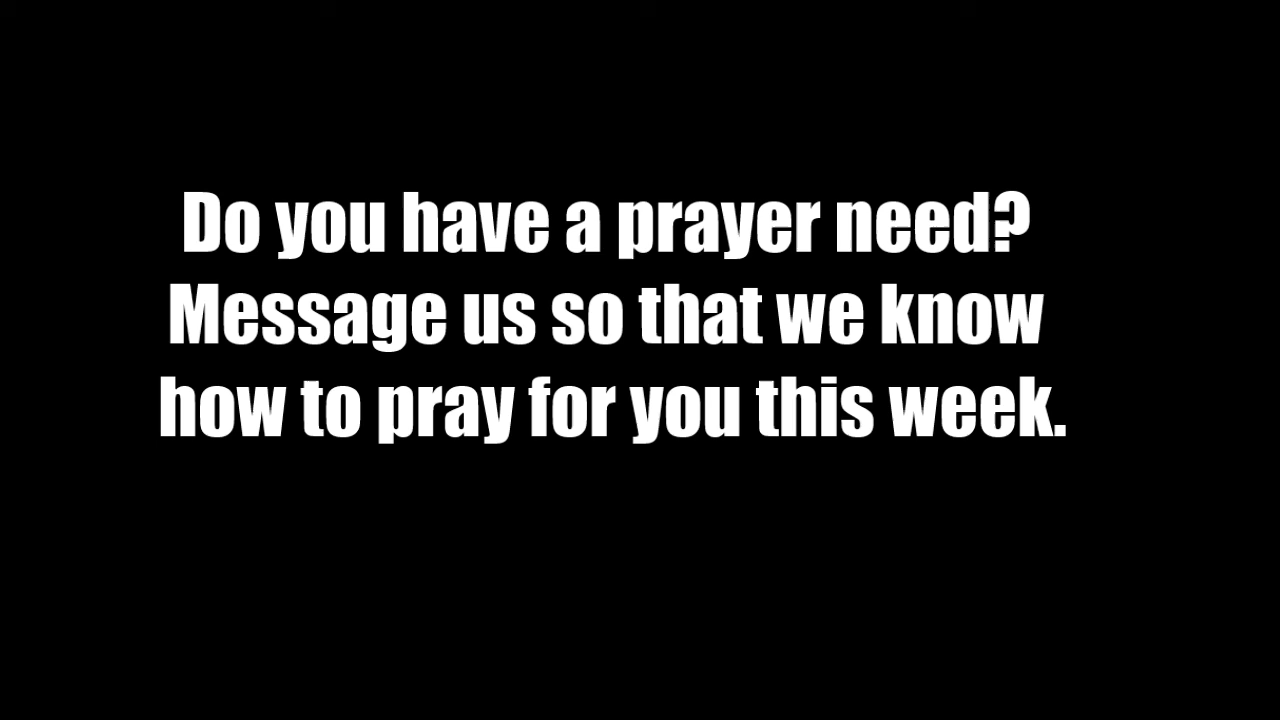 Do you have a prayer need?
Message us so that we know
how to pray for you this week.